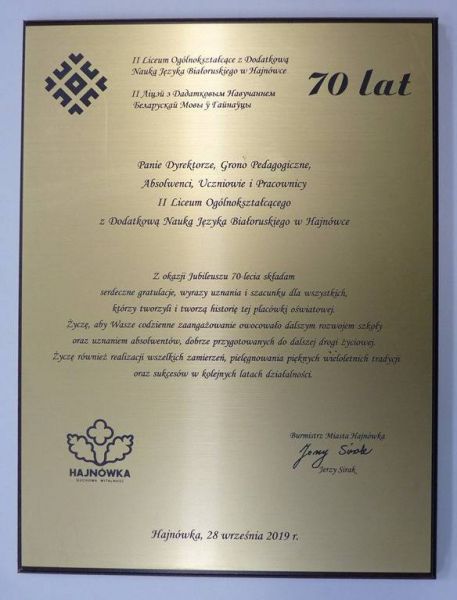 II Liceum Ogólnokształcące z Dodatkową
Nauką Języka Białoruskiego w Hajnówce
II Ліцэй з Дадатковым Навучаннем
Беларускай Мовы ў Гайнаўцы
70 lat
Panie Dyrektorze, Grono Pedagogiczne,
Absolwenci, Uczniowie i Pracownicy
II Liceum Ogólnokształcącego
z Dodatkową Nauką Języka Białoruskiego w Hajnówce
Z okazji Jubileuszu 70-lecia składam
serdeczne gratulacje, wyrazy uznania i szacunku dla wszystkich,
którzy tworzyli i tworzą historię tej placówki oświatowej.
Życzę, aby Wasze codzienne zaangażowanie owocowało dalszym rozwojem szkoły
oraz uznaniem absolwentów, dobrze przygotowanych do dalszej drogi życiowej.
Życzę również realizacji wszelkich zamierzeń, pielęgnowania pięknych wieloletnich tradycji
oraz sukcesów w kolejnych latach działalności.
HAJNÓWKA
DUCHOWA WITALNOŚĆ
Burmistrz Miasta Hajnówka
Jerzy Sirak
Jerzy Sirak
Hajnówka, 28 września 2019 r.